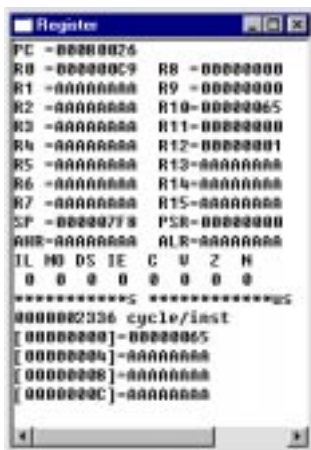 Register
PC =000B0026
R0 =000000C9 R8 =00000000
R1 =AAAAAAAA R9 =00000000
R2 =AAAAAAAA R10=00000065
R3 =AAAAAAAA R11=00000000
R4 =AAAAAAAA R12=00000001
R5 =AAAAAAAA R13=AAAAAAAA
R6 =AAAAAAAA R14=AAAAAAAA
R7 =AAAAAAAA R15=AAAAAAAA
SP =000007F8 PSR=00000000
AHR=AAAAAAAA ALR=AAAAAAAA
IL MO DS IE C V Z N
0 0 0 0 0 0 0 0
***********S ************uS
0000002336 cycle/inst
[00000000]=00000065
[00000004]=AAAAAAAA
[00000008]=AAAAAAAA
[0000000C]=AAAAAAAA